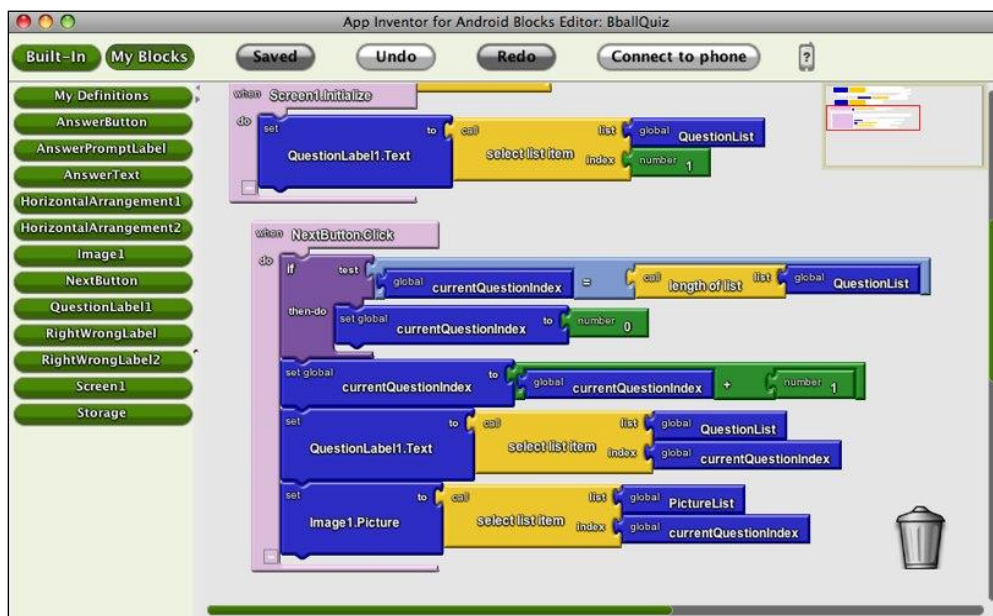 App Inventor for Android Blocks Editor: BballQuiz
Built-In My Blocks Saved Undo Redo Connect to phone ?
My Definitions
AnswerButton
AnswerPromptLabel
AnswerText
HorizontalArrangement1
HorizontalArrangement2
Image1
NextButton
QuestionLabel1
RightWrongLabel
RightWrongLabel2
Screen1
Storage
when Screen1.Initialize
do set QuestionLabel1.Text to call select list item list global QuestionList
index number 1
when NextButton.Click
do if test global currentQuestionIndex = call length of list list global QuestionList
then-do set global currentQuestionIndex to number 0
set global currentQuestionIndex to global currentQuestionIndex + number 1
set QuestionLabel1.Text to call select list item list global QuestionList
index global currentQuestionIndex
set Image1.Picture to call select list item list global PictureList
index global currentQuestionIndex